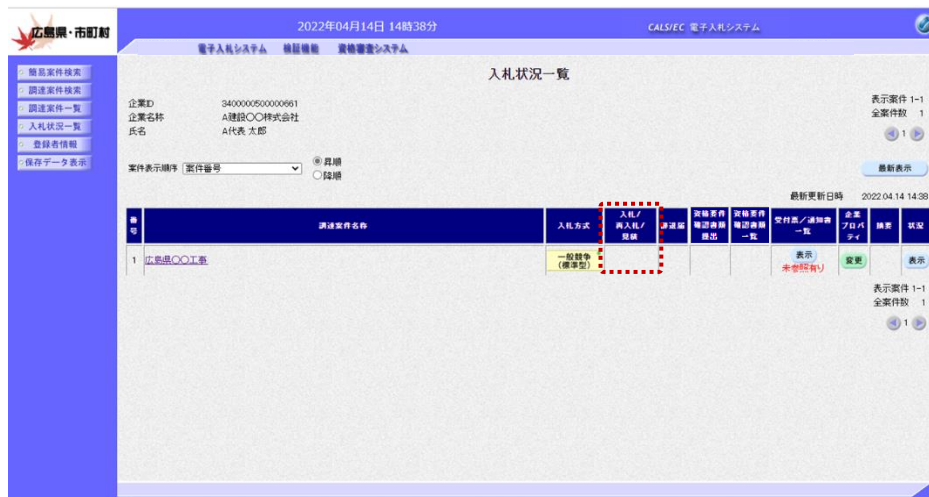 広島県・市町村
2022年04月14日 14時38分
CALS/EC 電子入札システム
電子入札システム 検証機能 資格審査システム
簡易案件検索
調達案件検索
調達案件一覧
入札状況一覧
登録者情報
保存データ表示
入札状況一覧
企業ID 3400000500000661
企業名称 A建設〇〇株式会社
氏名 A代表 太郎
表示案件 1-1
全案件数 1
1
案件表示順序 案件番号
昇順
降順
最新表示
最新更新日時 2022.04.14 14:38
番号 調達案件名称 入札方式 入札/再入札/見積 辞退届 資格要件確認書類提出 資格要件確認書類一覧 受付票/通知書一覧 企業プロパティ 摘要 状況
1 広島県〇〇工事 一般競争(標準型) 表示 未参照有り 変更 表示
表示案件 1-1
全案件数 1
1